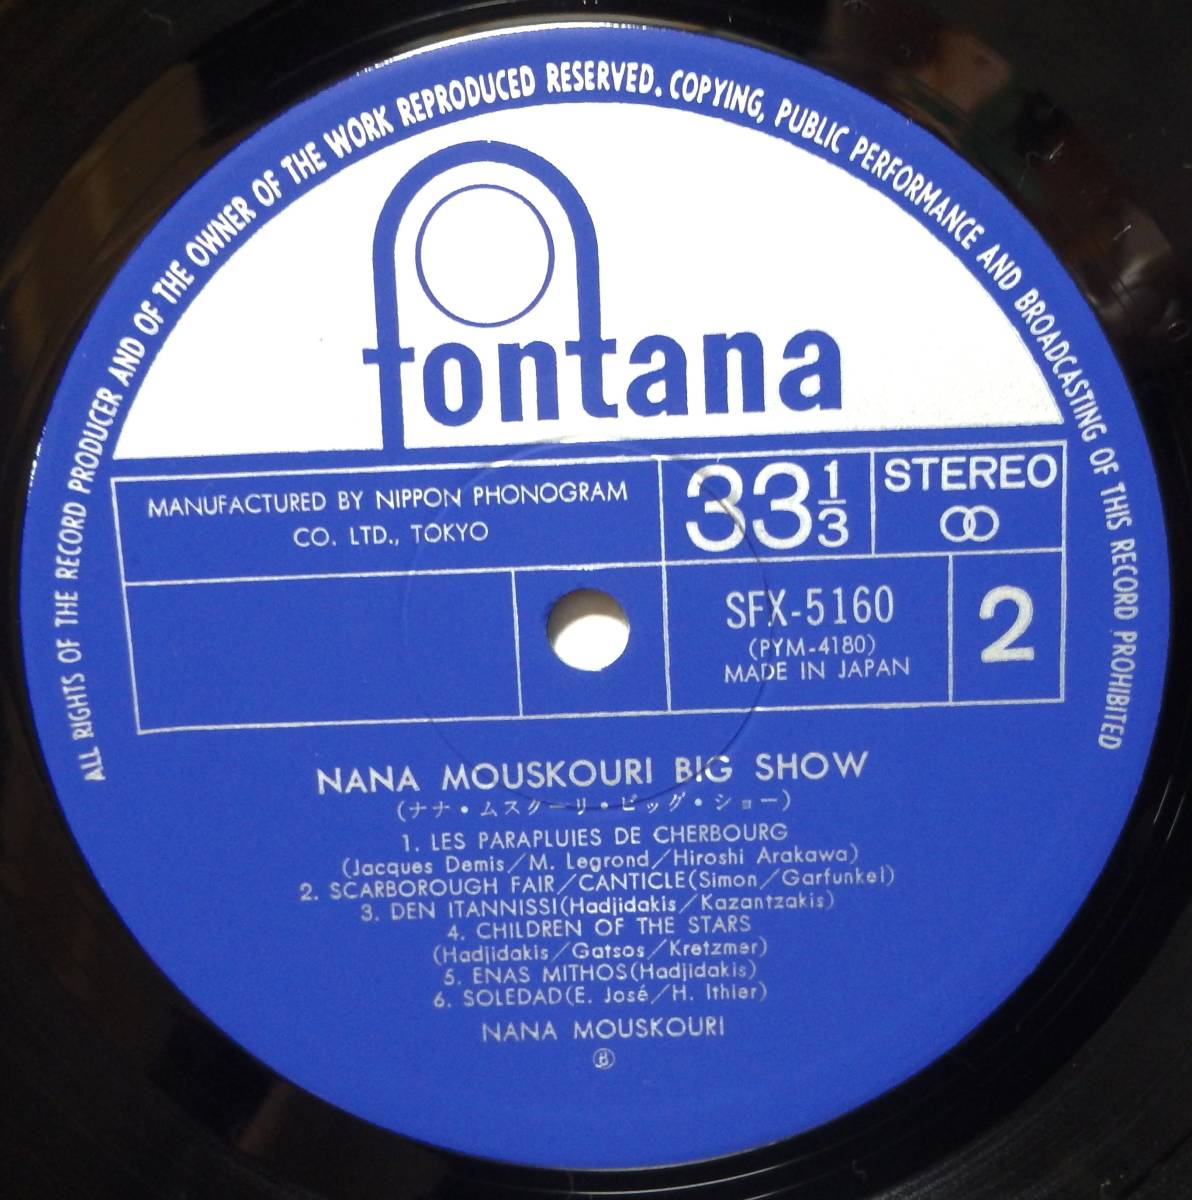 ALL RIGHTS OF THE RECORD PRODUCER AND OF THE OWNER OF THE WORK REPRODUCED RESERVED. COPYING, PUBLIC PERFORMANCE AND BROADCASTING OF THIS RECORD PROHIBITED
fontana
MANUFACTURED BY NIPPON PHONOGRAM
CO. LTD., TOKYO
33 1/3
STEREO
SFX-5160
(PYM-4180)
MADE IN JAPAN
2
NANA MOUSKOURI BIG SHOW
(ナナ・ムスクーリ・ビッグ・ショー)
1. LES PARAPLUIES DE CHERBOURG
(Jacques Demis/M. Legrond/Hiroshi Arakawa)
2. SCARBOROUGH FAIR/CANTICLE(Simon/Garfunkel)
3. DEN ITANNISSI(Hadjidakis/Kazantzakis)
4. CHILDREN OF THE STARS
(Hadjidakis/Gatsos/Kretzmer)
5. ENAS MITHOS(Hadjidakis)
6. SOLEDAD(E. José/H. Ithier)
NANA MOUSKOURI